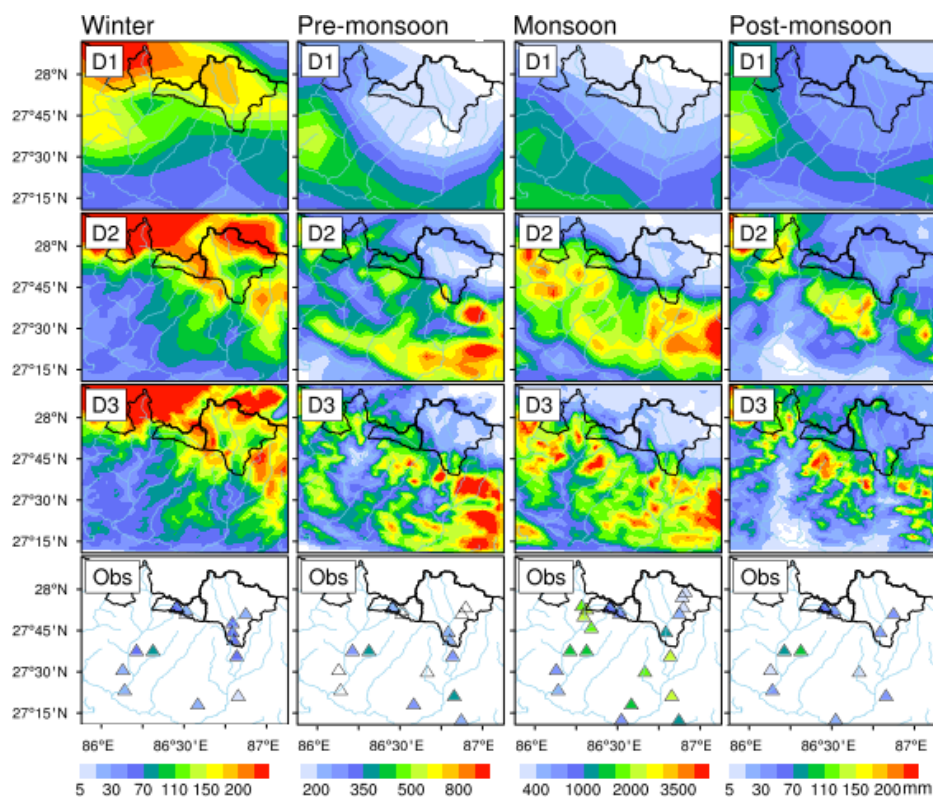 Winter Pre-monsoon Monsoon Post-monsoon
D1 D1 D1 D1
28°N
27°45'N
27°30'N
27°15'N
D2 D2 D2 D2
28°N
27°45'N
27°30'N
27°15'N
D3 D3 D3 D3
28°N
27°45'N
27°30'N
27°15'N
Obs Obs Obs Obs
28°N
27°45'N
27°30'N
27°15'N
86°E 86°30'E 87°E 86°E 86°30'E 87°E 86°E 86°30'E 87°E 86°E 86°30'E 87°E
5 30 70 110 150 200 200 350 500 800 400 1000 2000 3500 5 30 70 110 150 200 mm